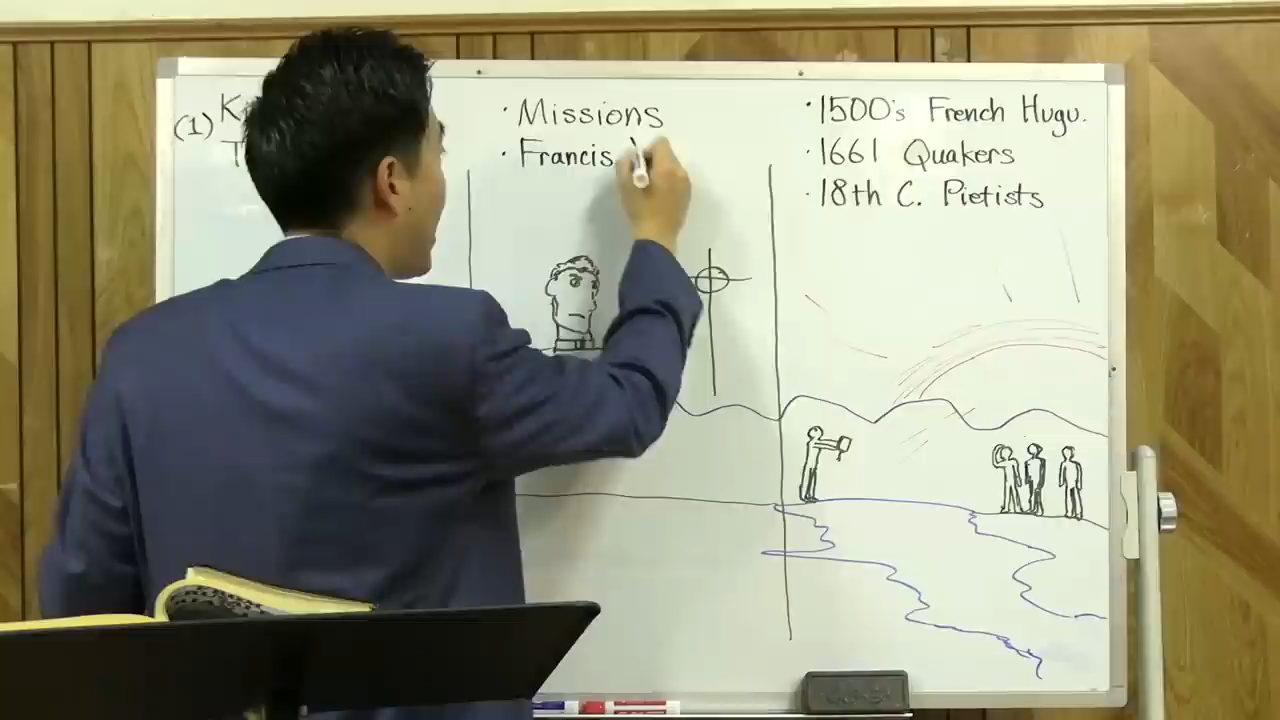 (1)
· Missions
· Francis
· 1500's French Hugu.
· 1661 Quakers
· 18th C. Pietists